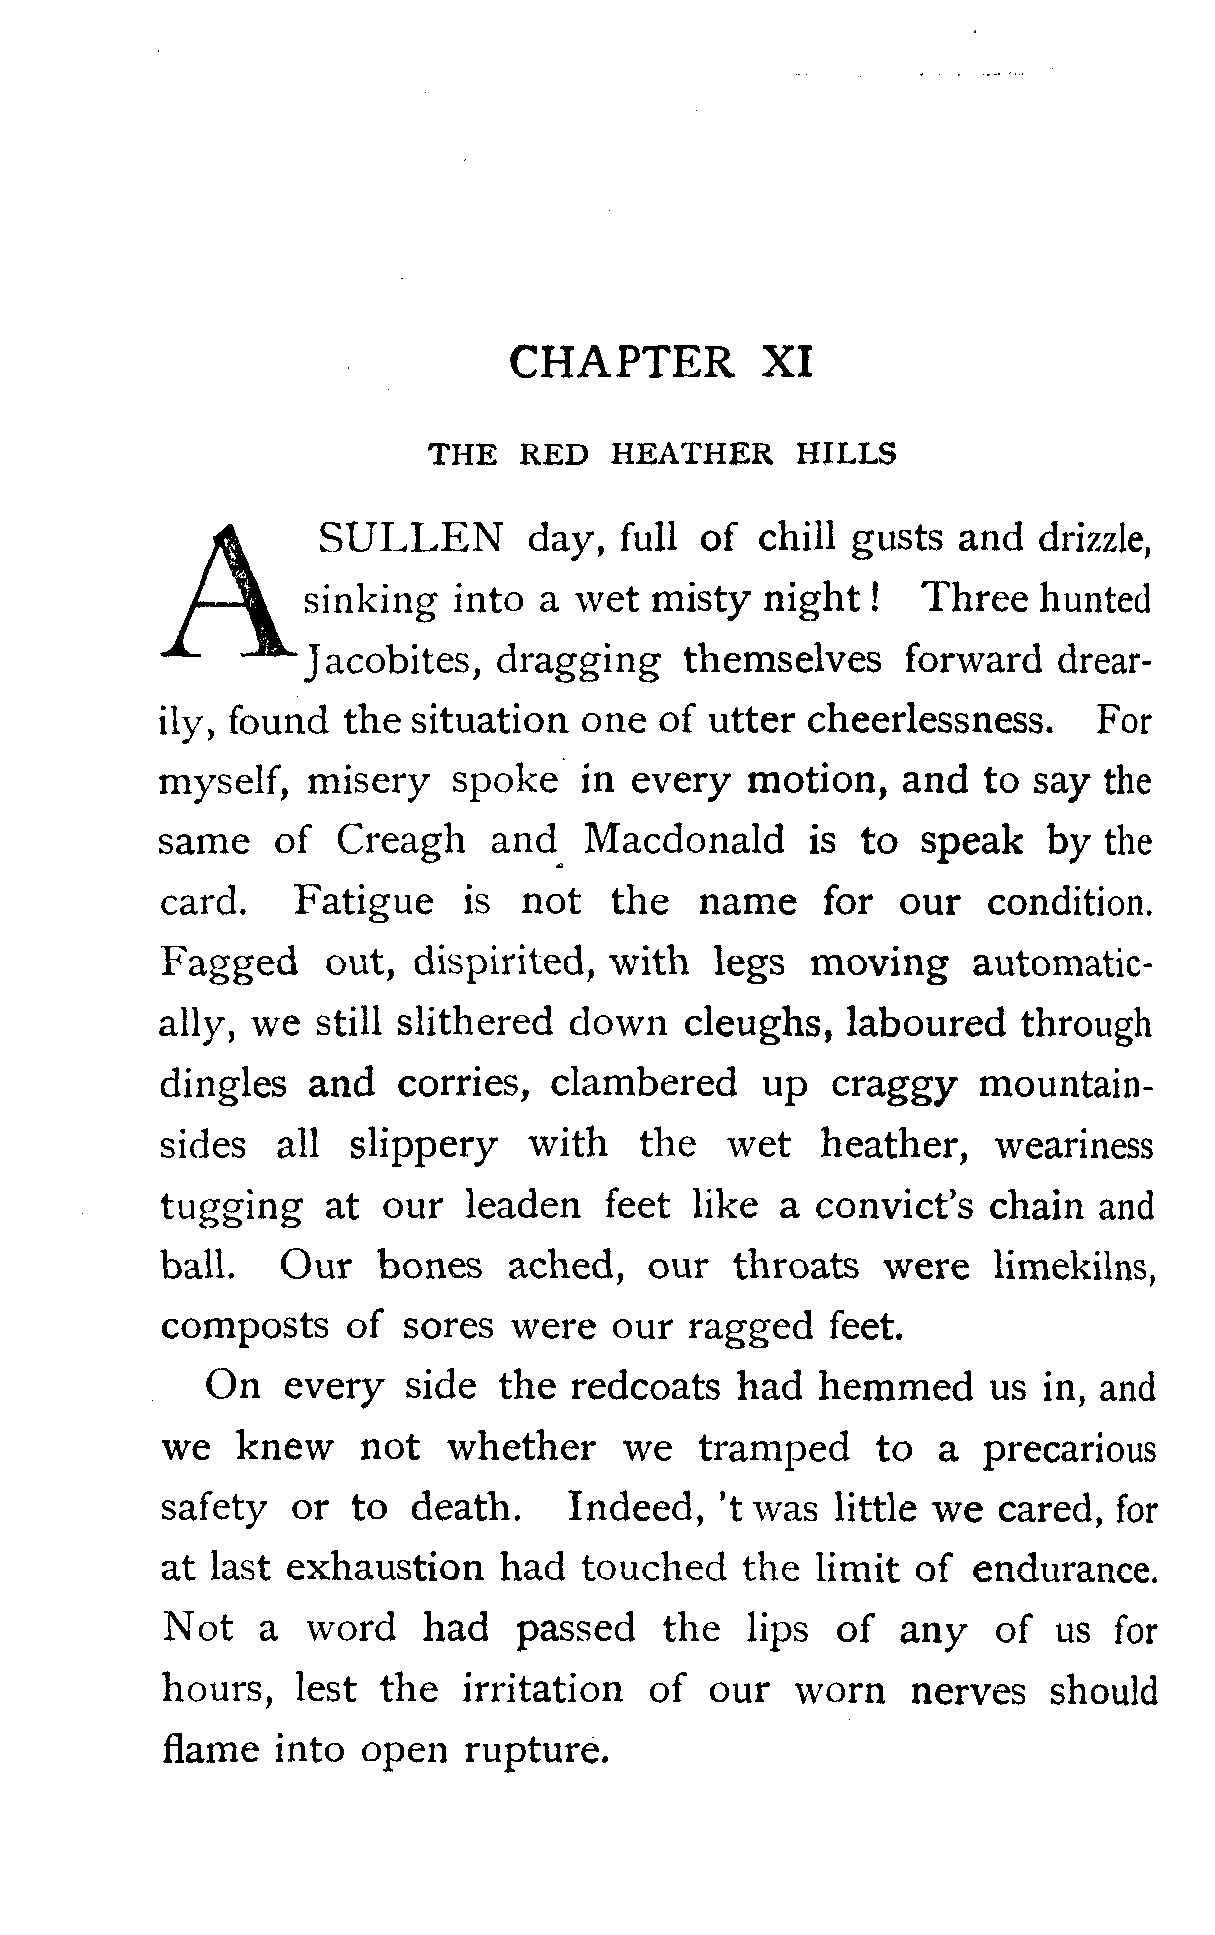 CHAPTER XI
THE RED HEATHER HILLS
A SULLEN day, full of chill gusts and drizzle,
sinking into a wet misty night! Three hunted
Jacobites, dragging themselves forward drear-
ily, found the situation one of utter cheerlessness. For
myself, misery spoke in every motion, and to say the
same of Creagh and Macdonald is to speak by the
card. Fatigue is not the name for our condition.
Fagged out, dispirited, with legs moving automatic-
ally, we still slithered down cleughs, laboured through
dingles and corries, clambered up craggy mountain-
sides all slippery with the wet heather, weariness
tugging at our leaden feet like a convict's chain and
ball. Our bones ached, our throats were limekilns,
composts of sores were our ragged feet.
On every side the redcoats had hemmed us in, and
we knew not whether we tramped to a precarious
safety or to death. Indeed, 't was little we cared, for
at last exhaustion had touched the limit of endurance.
Not a word had passed the lips of any of us for
hours, lest the irritation of our worn nerves should
flame into open rupture.